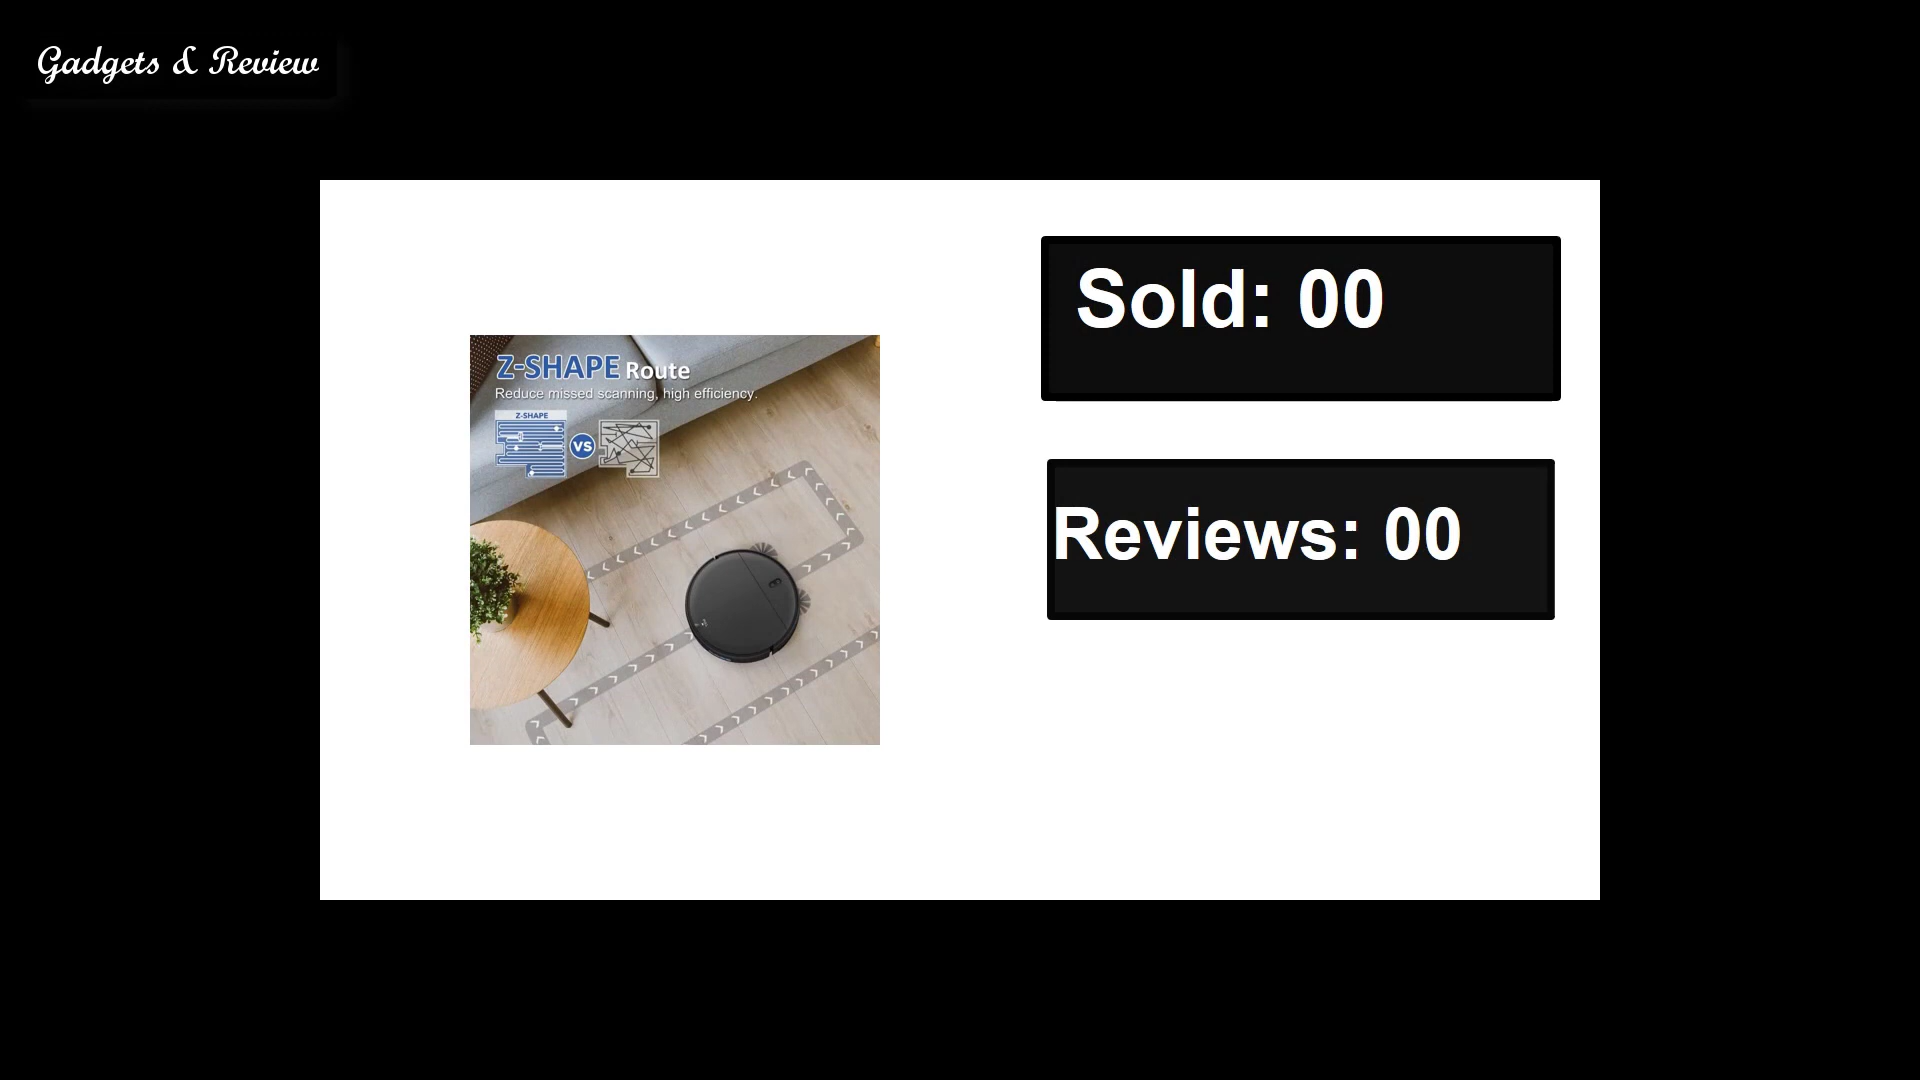 Gadgets & Review
Z-SHAPE Route
Reduce missed scanning, high efficiency.
Z-SHAPE
VS
Sold: 00
Reviews: 00